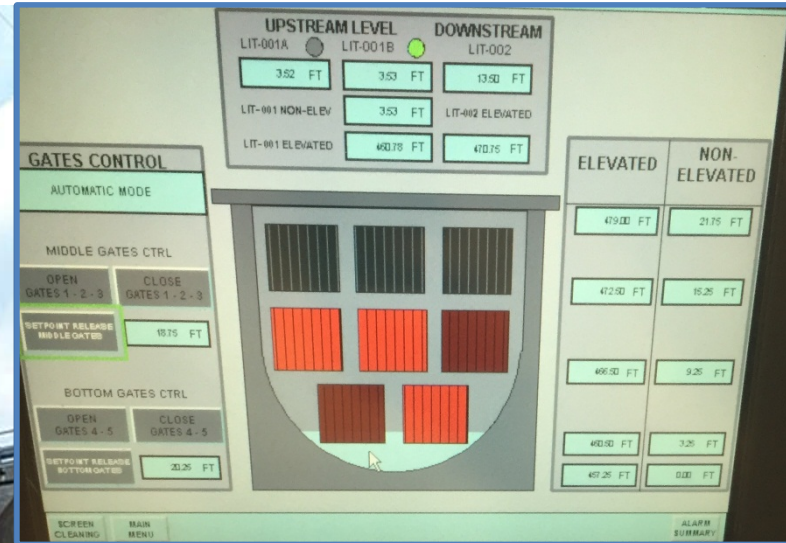 UPSTREAM LEVEL
DOWNSTREAM
LIT-001A
LIT-001B
LIT-002
3.52 FT
3.53 FT
13.50 FT
LIT-001 NON-ELEV
3.53 FT
LIT-002 ELEVATED
LIT-001 ELEVATED
460.78 FT
470.75 FT
GATES CONTROL
AUTOMATIC MODE
MIDDLE GATES CTRL
OPEN
GATES 1 - 2 - 3
CLOSE
GATES 1 - 2 - 3
SETPOINT RELEASE
MIDDLE GATES
18.75 FT
BOTTOM GATES CTRL
OPEN
GATES 4 - 5
CLOSE
GATES 4 - 5
SETPOINT RELEASE
BOTTOM GATES
20.25 FT
ELEVATED
NON-
ELEVATED
479.00 FT
21.75 FT
472.50 FT
15.25 FT
466.50 FT
9.25 FT
460.50 FT
3.25 FT
457.25 FT
0.00 FT
SCREEN
CLEANING
MAIN
MENU
ALARM
SUMMARY